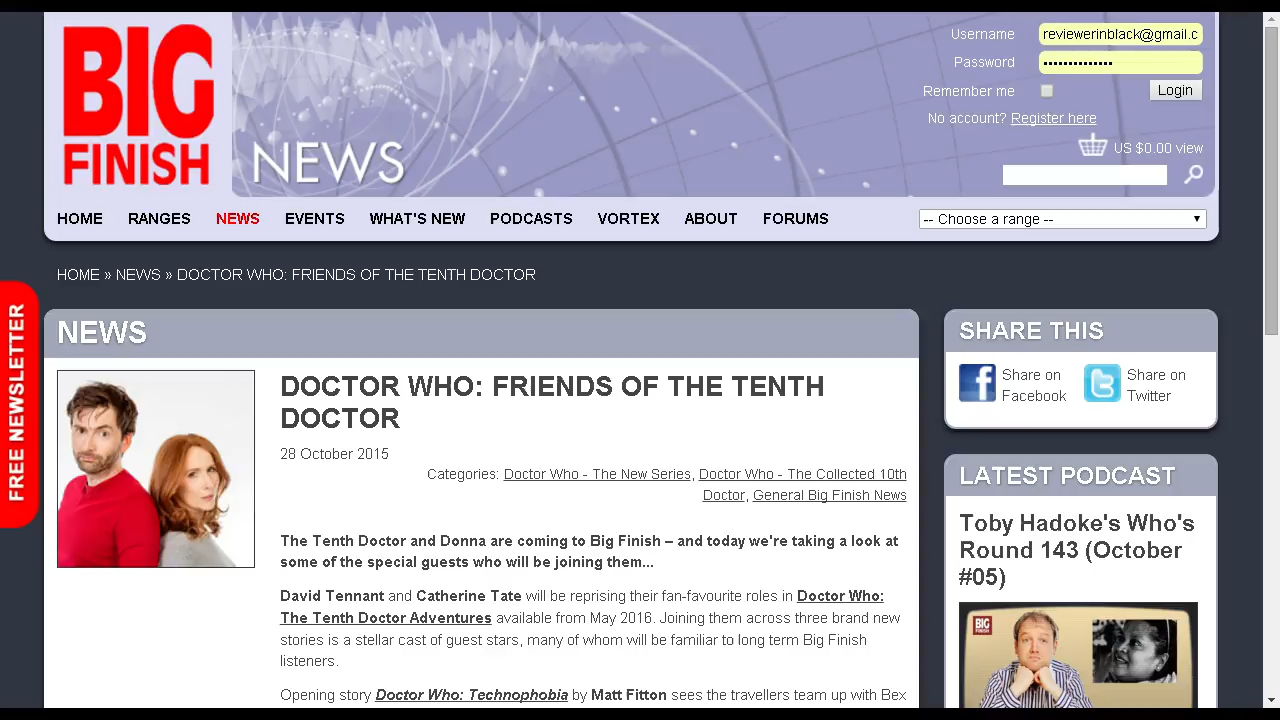 BIG
FINISH
NEWS
Username
reviewerinblack@gmail.c
Password
••••••••••••••
Remember me
Login
No account? Register here
US $0.00 view
HOME RANGES NEWS EVENTS WHAT'S NEW PODCASTS VORTEX ABOUT FORUMS
-- Choose a range --
HOME » NEWS » DOCTOR WHO: FRIENDS OF THE TENTH DOCTOR
FREE NEWSLETTER
NEWS
DOCTOR WHO: FRIENDS OF THE TENTH
DOCTOR
28 October 2015
Categories: Doctor Who - The New Series, Doctor Who - The Collected 10th
Doctor, General Big Finish News
The Tenth Doctor and Donna are coming to Big Finish – and today we're taking a look at
some of the special guests who will be joining them...
David Tennant and Catherine Tate will be reprising their fan-favourite roles in Doctor Who:
The Tenth Doctor Adventures available from May 2016. Joining them across three brand new
stories is a stellar cast of guest stars, many of whom will be familiar to long term Big Finish
listeners.
Opening story Doctor Who: Technophobia by Matt Fitton sees the travellers team up with Bex
SHARE THIS
Share on
Facebook
Share on
Twitter
LATEST PODCAST
Toby Hadoke's Who's
Round 143 (October
#05)
BIG
FINISH